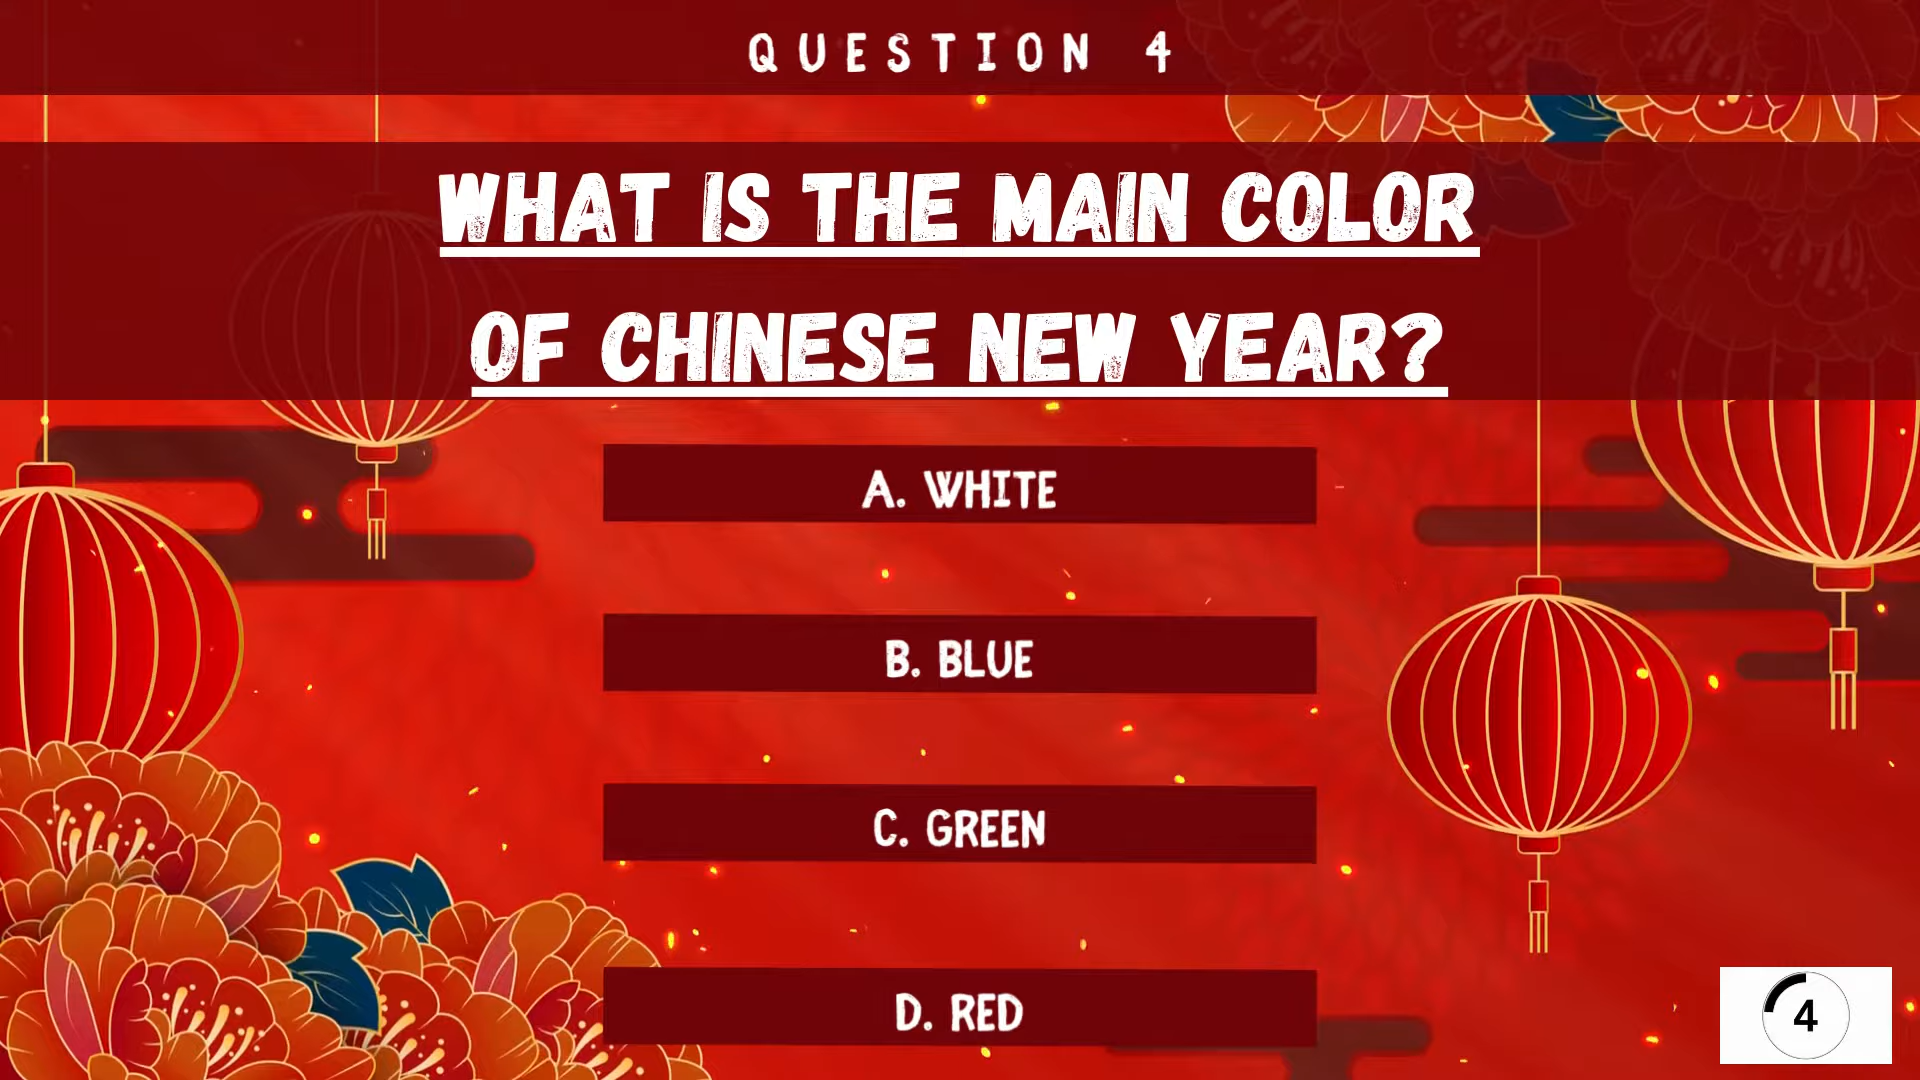 QUESTION 4
WHAT IS THE MAIN COLOR
OF CHINESE NEW YEAR?
A. WHITE
B. BLUE
C. GREEN
D. RED
4